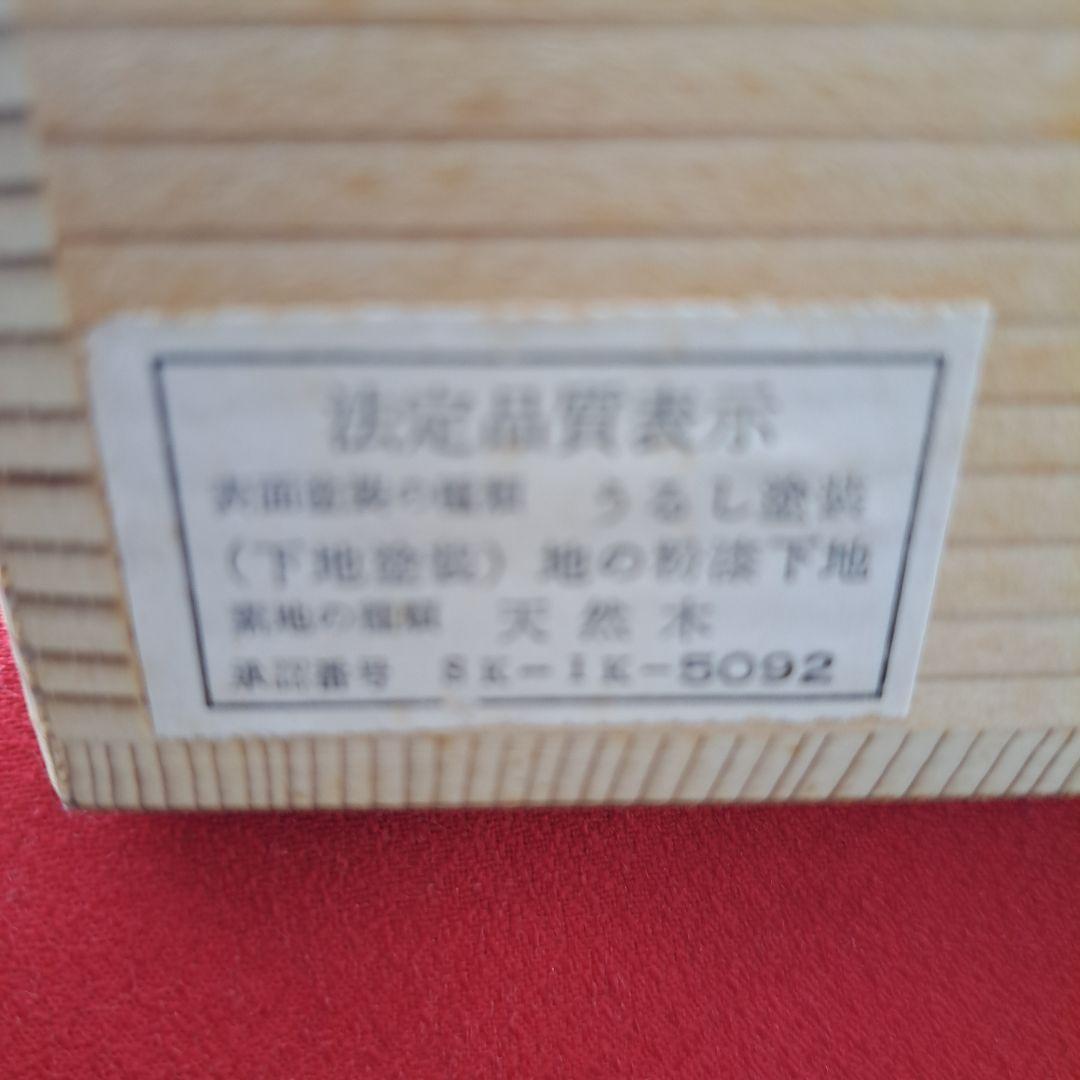 法定品質表示
表面塗装の種類 うるし塗装
(下地塗装) 地の粉漆下地
素地の種類 天然木
承認番号 SK-IK-5092